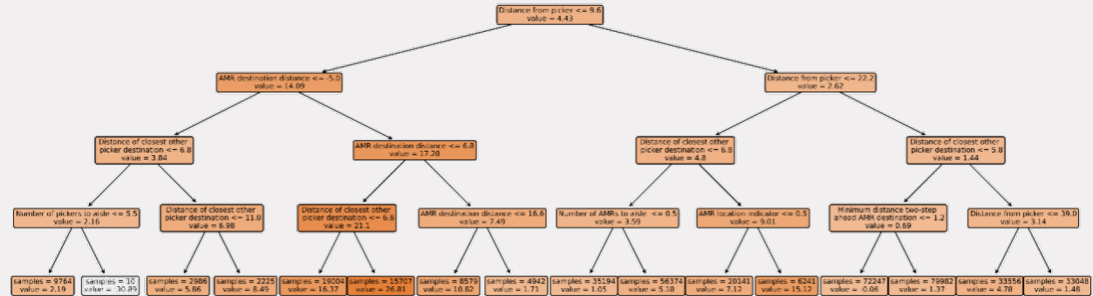 Distance from picker <= 9.6
value = 4.43
AMR destination distance <= -5.0
value = 14.09
Distance from picker <= 22.2
value = 2.62
Distance of closest other
picker destination <= 6.8
value = 3.84
AMR destination distance <= 6.8
value = 17.28
Distance of closest other
picker destination <= 6.8
value = 4.8
Distance of closest other
picker destination <= 5.8
value = 1.44
Number of pickers to aisle <= 5.5
value = 2.16
Distance of closest other
picker destination <= 11.0
value = 6.98
Distance of closest other
picker destination <= 6.8
value = 21.1
AMR destination distance <= 16.6
value = 7.49
Number of AMRs to aisle <= 0.5
value = 3.59
AMR location indicator <= 0.5
value = 9.01
Minimum distance two-step
ahead AMR destination <= 1.2
value = 0.69
Distance from picker <= 39.0
value = 3.14
samples = 9764
value = 2.19
samples = 10
value = -30.89
samples = 2986
value = 5.86
samples = 2225
value = 8.49
samples = 19004
value = 16.37
samples = 15707
value = 26.81
samples = 8579
value = 10.82
samples = 4942
value = 1.71
samples = 35194
value = 1.05
samples = 56374
value = 5.18
samples = 20141
value = 7.12
samples = 6241
value = 15.12
samples = 72247
value = -0.06
samples = 79982
value = 1.37
samples = 33556
value = 4.78
samples = 33048
value = 1.48